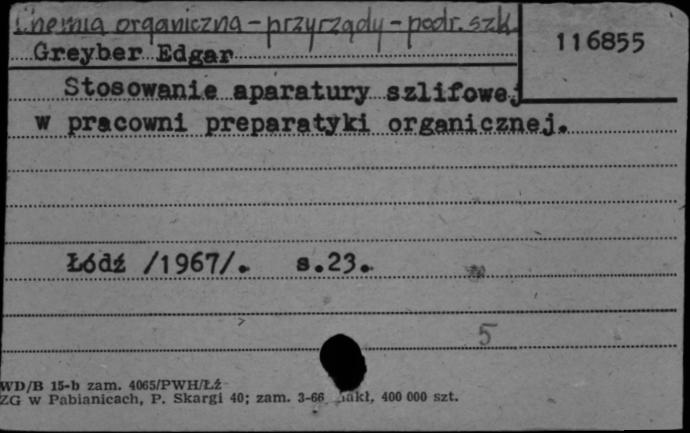 Chemia organiczna - przyrządy - podr. szk.
116855
Greyber Edgar
Stosowanie aparatury szlifowej
w pracowni preparatyki organicznej.
Łódź /1967/. s.23.
5
WD/B 15-b zam. 4065/PWH/Łź
ZG w Pabianicach, P. Skargi 40; zam. 3-66 nakł. 400 000 szt.